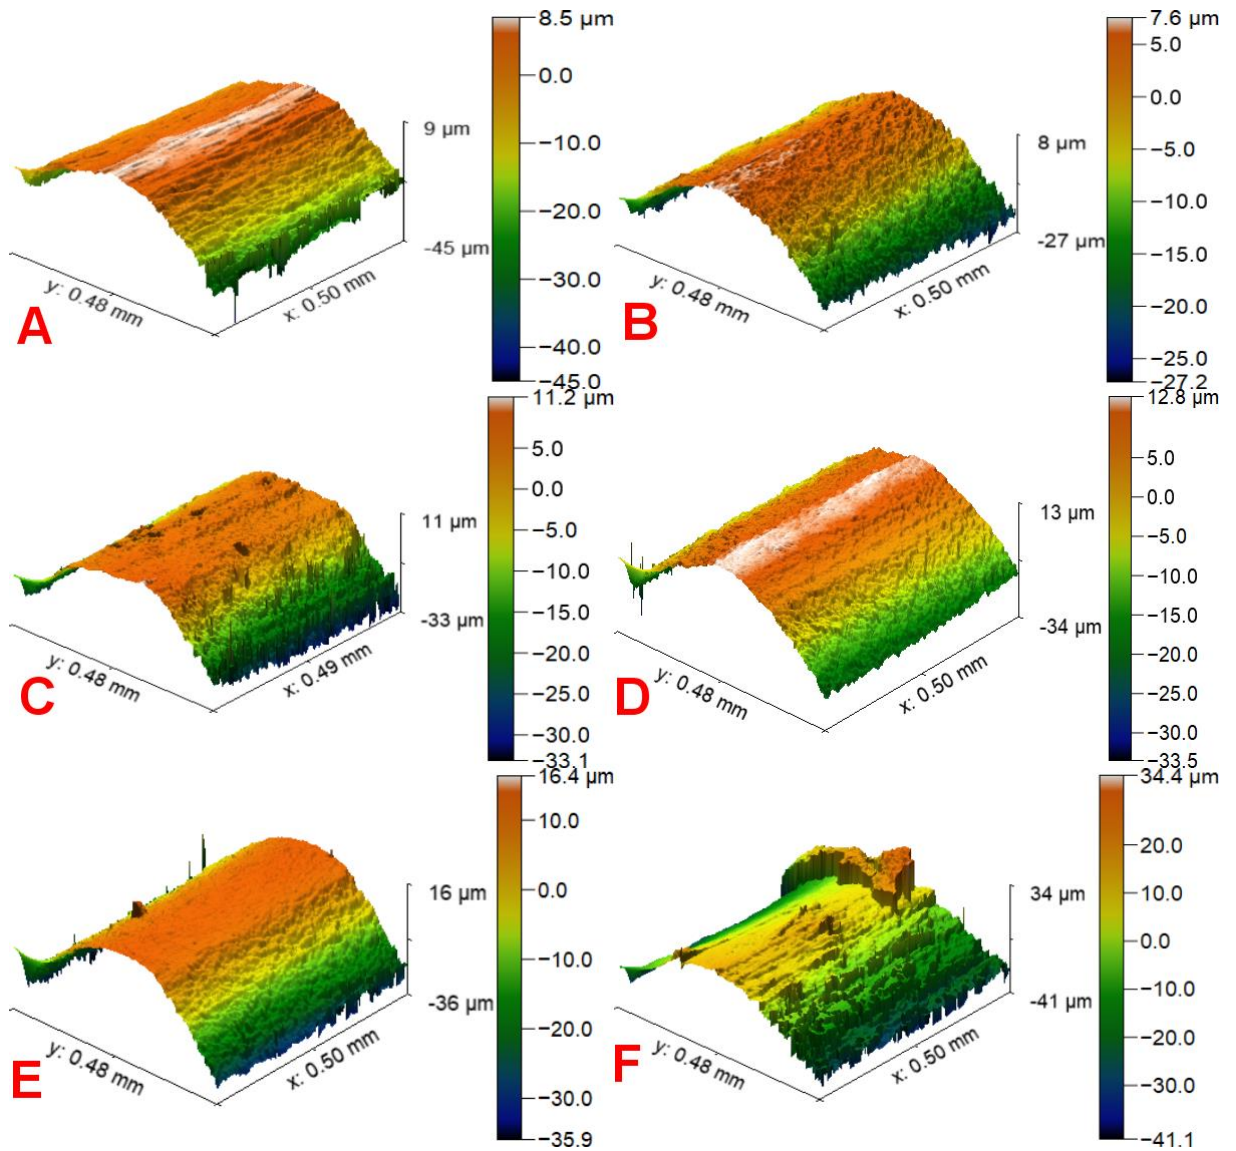 8.5 µm
0.0
−10.0
−20.0
−30.0
−40.0
−45.0
9 µm
-45 µm
y: 0.48 mm
x: 0.50 mm
A
7.6 µm
5.0
0.0
−5.0
−10.0
−15.0
−20.0
−25.0
−27.2
8 µm
-27 µm
y: 0.48 mm
x: 0.50 mm
B
11.2 µm
5.0
0.0
−5.0
−10.0
−15.0
−20.0
−25.0
−30.0
−33.1
11 µm
-33 µm
y: 0.48 mm
x: 0.49 mm
C
12.8 µm
5.0
0.0
−5.0
−10.0
−15.0
−20.0
−25.0
−30.0
−33.5
13 µm
-34 µm
y: 0.48 mm
x: 0.50 mm
D
16.4 µm
10.0
0.0
−10.0
−20.0
−30.0
−35.9
16 µm
-36 µm
y: 0.48 mm
x: 0.50 mm
E
34.4 µm
20.0
10.0
0.0
−10.0
−20.0
−30.0
−41.1
34 µm
-41 µm
y: 0.48 mm
x: 0.50 mm
F